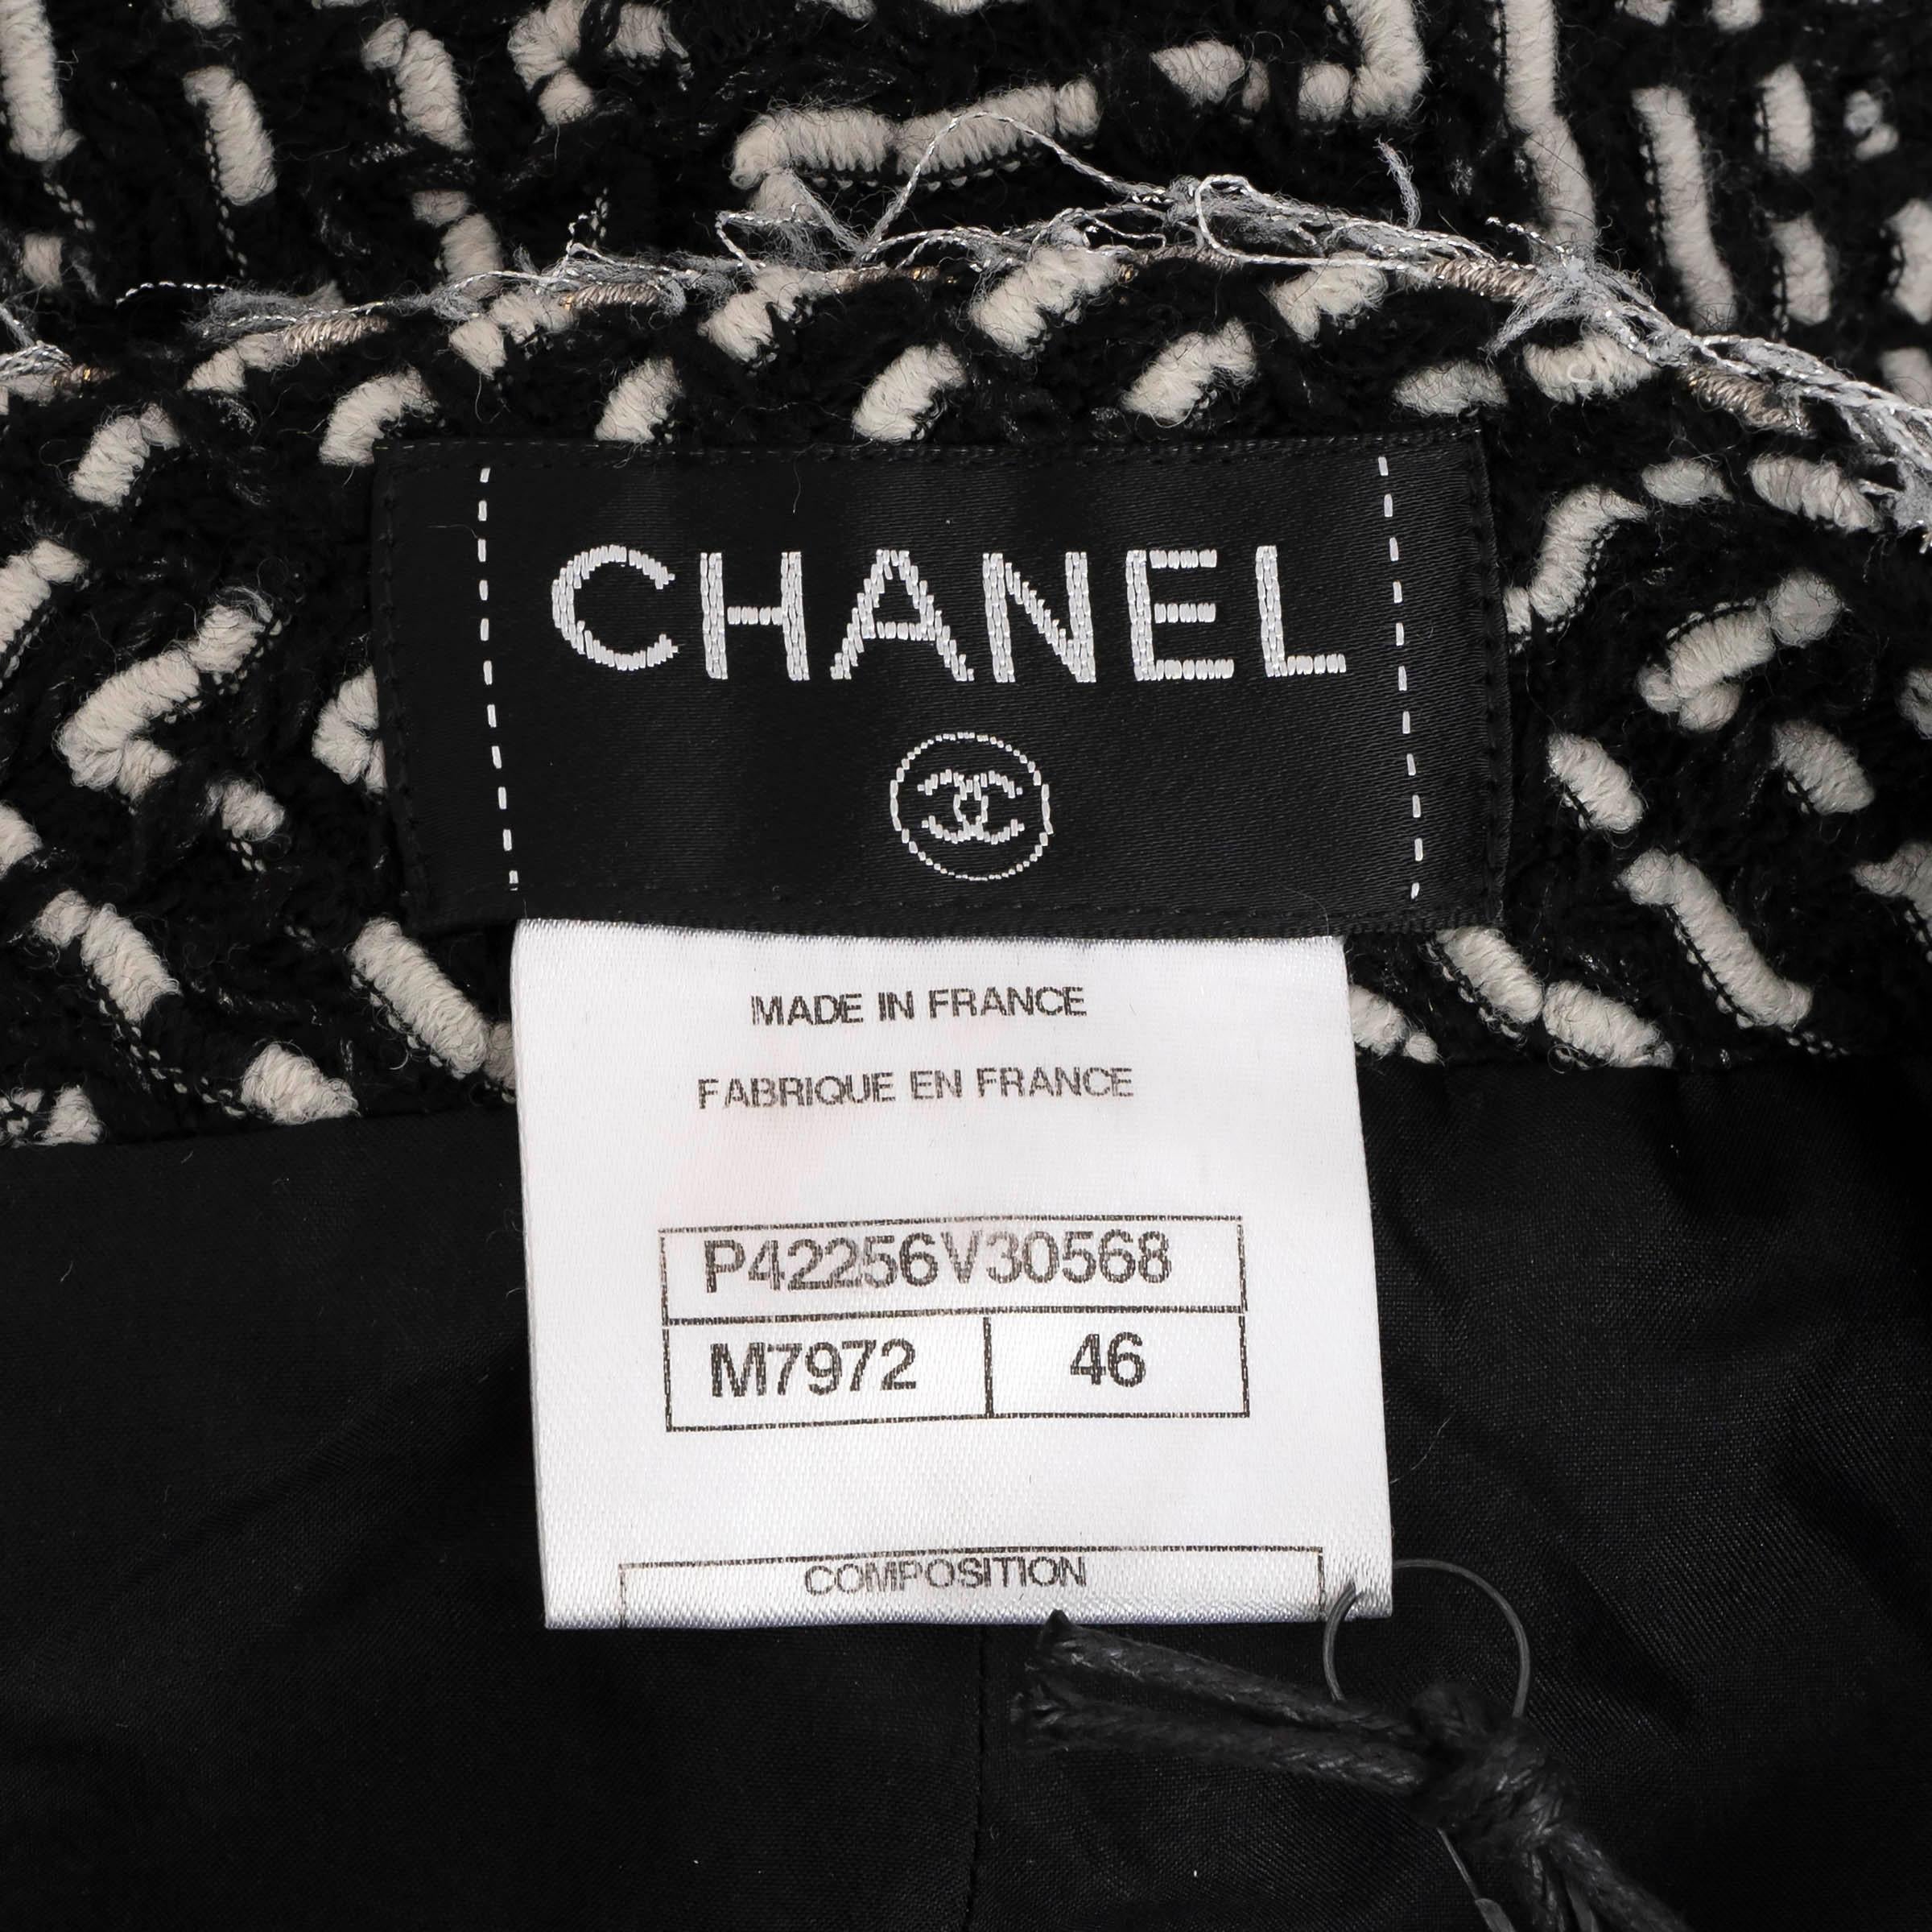 CHANEL
MADE IN FRANCE
FABRIQUE EN FRANCE
P42256V30568
M7972 46
COMPOSITION